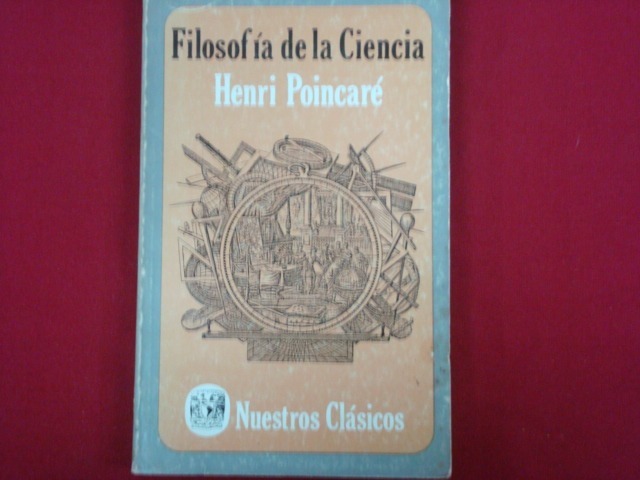 Filosofía de la Ciencia
Henri Poincaré
Nuestros Clásicos